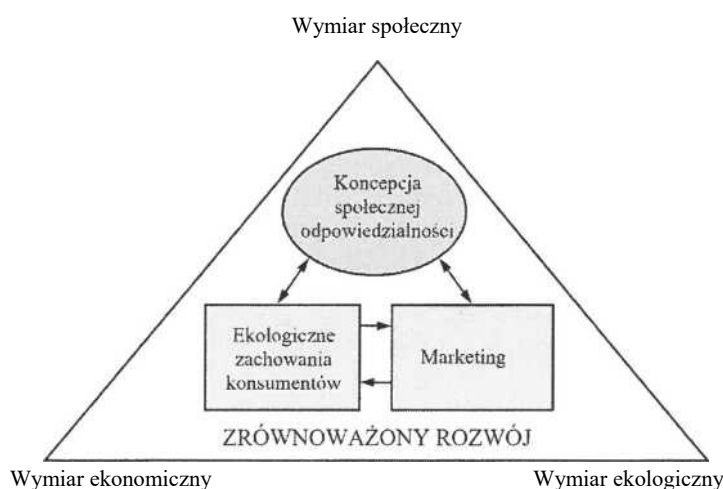 Wymiar społeczny
Koncepcja
społecznej
odpowiedzialności
Ekologiczne
zachowania
konsumentów
Marketing
ZRÓWNOWAŻONY ROZWÓJ
Wymiar ekonomiczny
Wymiar ekologiczny